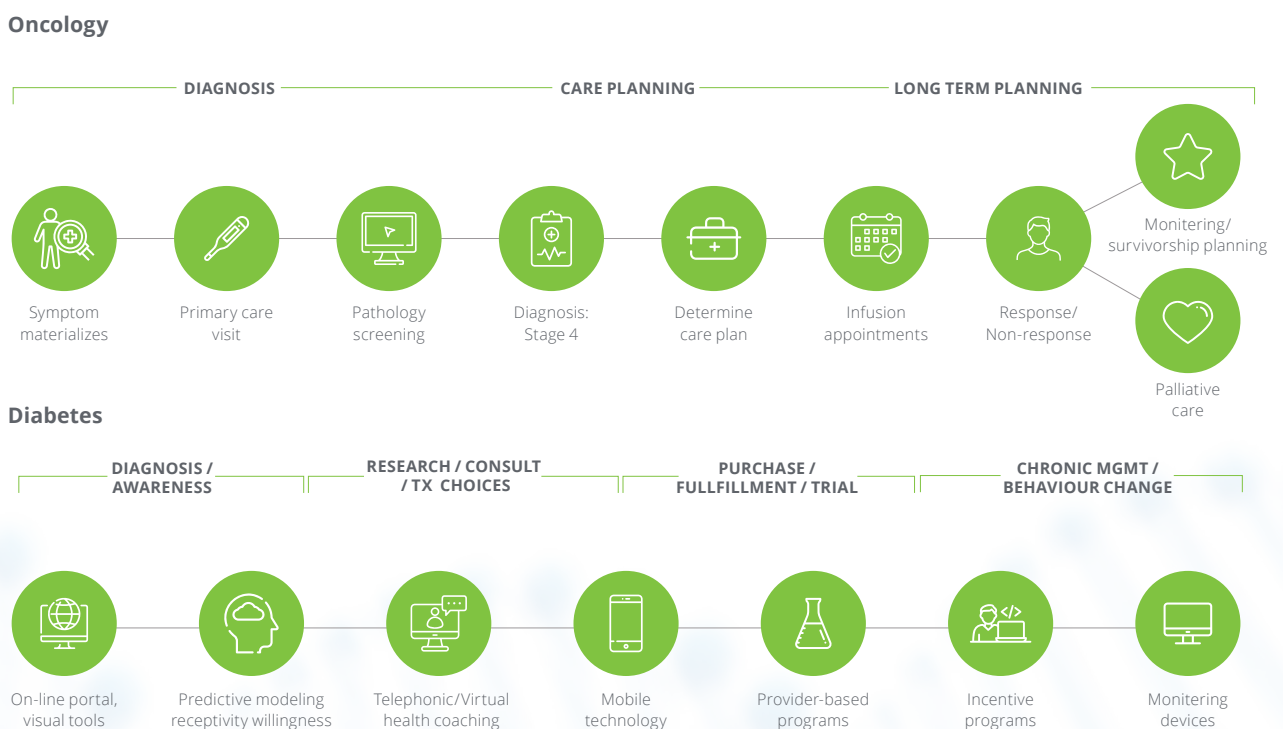 Oncology
DIAGNOSIS
CARE PLANNING
LONG TERM PLANNING
Symptom
materializes
Primary care
visit
Pathology
screening
Diagnosis:
Stage 4
Determine
care plan
Infusion
appointments
Response/
Non-response
Monitering/
survivorship planning
Palliative
care
Diabetes
DIAGNOSIS /
AWARENESS
RESEARCH / CONSULT
/ TX CHOICES
PURCHASE /
FULLFILLMENT / TRIAL
CHRONIC MGMT /
BEHAVIOUR CHANGE
</>
On-line portal,
visual tools
Predictive modeling
receptivity willingness
Telephonic/Virtual
health coaching
Mobile
technology
Provider-based
programs
Incentive
programs
Monitering
devices